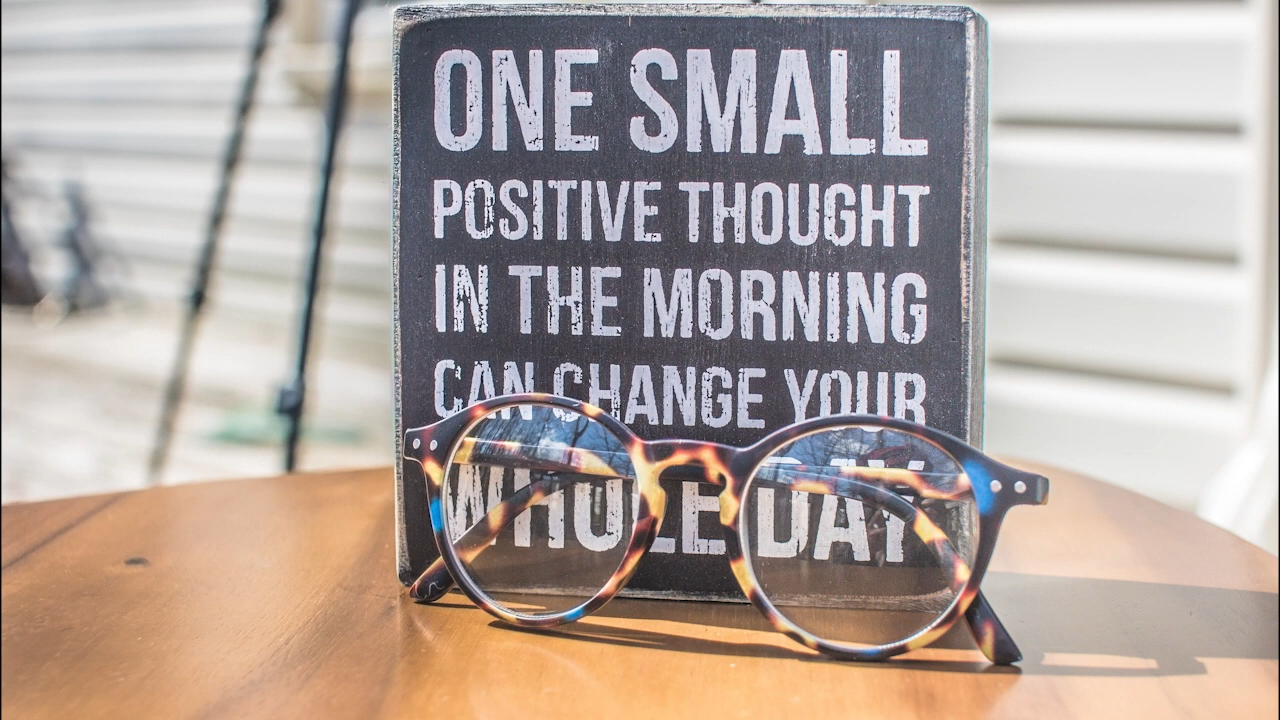 ONE SMALL
POSITIVE THOUGHT
IN THE MORNING
CAN CHANGE YOUR
WHOLE DAY